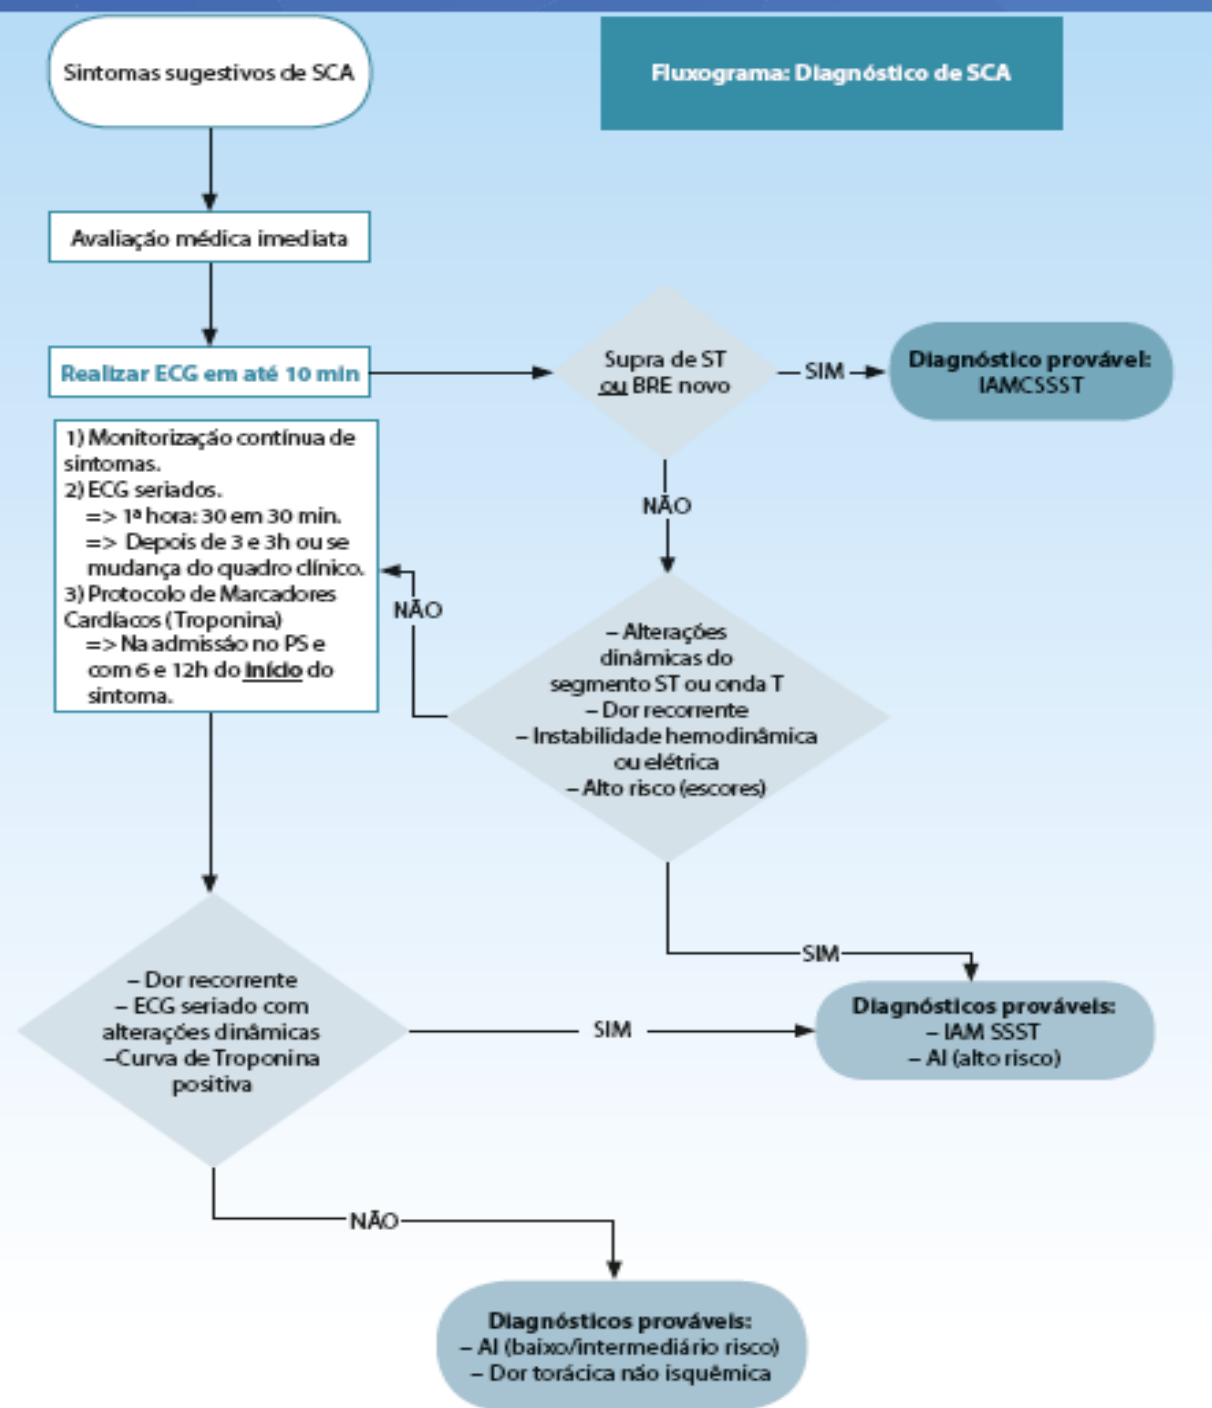 Sintomas sugestivos de SCA
Fluxograma: Diagnóstico de SCA
Avaliação médica imediata
Realizar ECG em até 10 min
Supra de ST
ou BRE novo
SIM
Diagnóstico provável:
IAMCSSST
NÃO
1) Monitorização contínua de
sintomas.
2) ECG seriados.
=> 1ª hora: 30 em 30 min.
=> Depois de 3 e 3h ou se
mudança do quadro clínico.
3) Protocolo de Marcadores
Cardíacos (Troponina)
=> Na admissão no PS e
com 6 e 12h do início do
sintoma.
NÃO
– Alterações
dinâmicas do
segmento ST ou onda T
– Dor recorrente
– Instabilidade hemodinâmica
ou elétrica
– Alto risco (escores)
SIM
– Dor recorrente
– ECG seriado com
alterações dinâmicas
–Curva de Troponina
positiva
SIM
Diagnósticos prováveis:
– IAM SSST
– AI (alto risco)
NÃO
Diagnósticos prováveis:
– AI (baixo/intermediário risco)
– Dor torácica não isquêmica